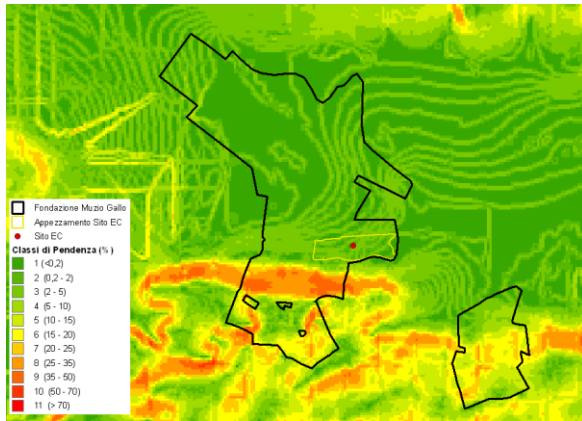 Fondazione Muzio Gallo
Appezzamento Sito EC
Sito EC
Classi di Pendenza (%)
1 (<0,2)
2 (0,2 - 2)
3 (2 - 5)
4 (5 - 10)
5 (10 - 15)
6 (15 - 20)
7 (20 - 25)
8 (25 - 35)
9 (35 - 50)
10 (50 - 70)
11 (> 70)